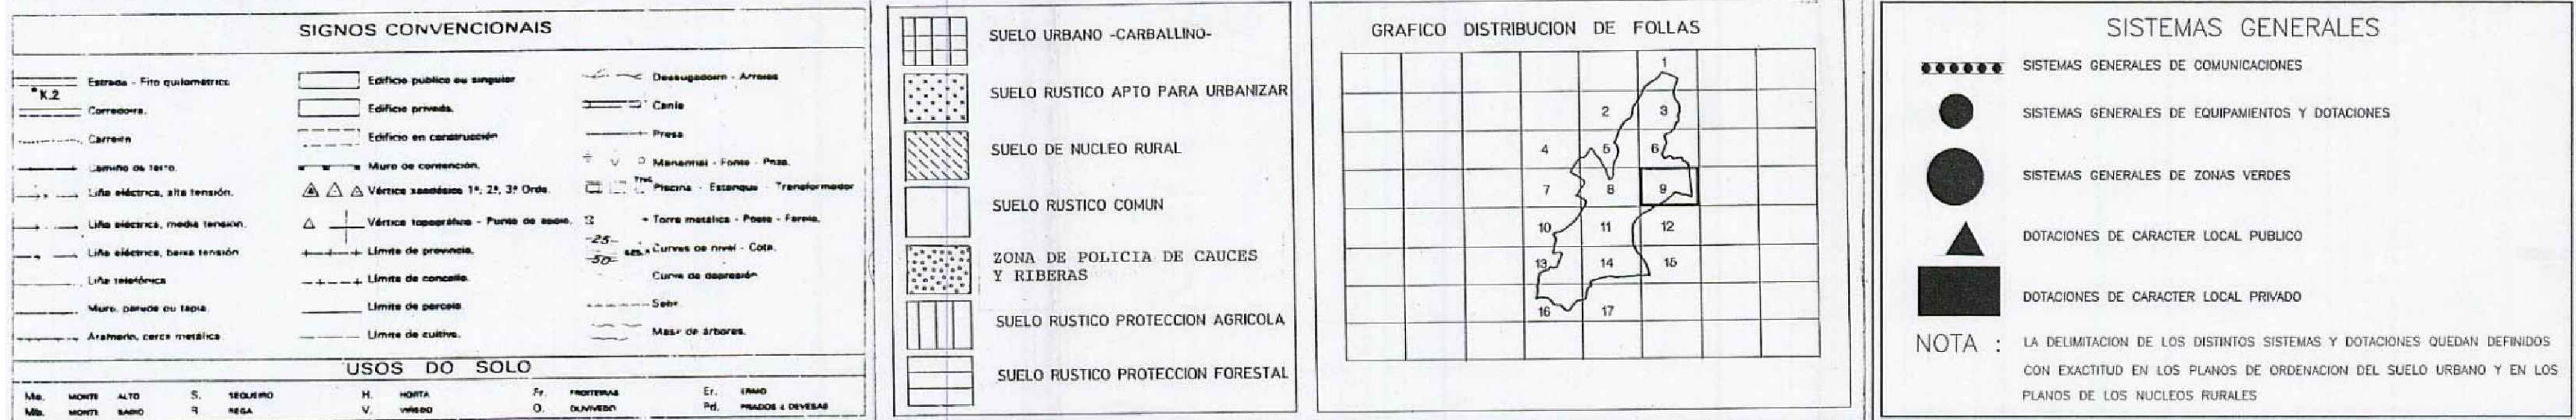 SIGNOS CONVENCIONAIS
Estrada - Fito quilometrico
K.2
Corredoira.
Carreiro
Camiño de ferro.
Liña eléctrica, alta tensión.
Liña eléctrica, media tensión.
Liña eléctrica, baixa tensión
Liña telefónica
Muro, parede ou tapia.
Aramerio, cerca metálica
Edificio publico ou singular
Edificio privado.
Edificio en construcción
Muro de contención.
Vértice xeodésico 1ª, 2ª, 3ª Orde.
Vértice topográfico - Punto de apoio.
Límite de provincia.
Límite de concello.
Límite de parcela.
Límite de cultivo.
Desaugadoiro - Arroios
Canle
Presa
Manantial - Fonte - Pozo.
Piscina - Estanque - Transformador
Torre metálica - Poste - Farola.
25
50
Curvas de nivel - Cota.
Curva de depresión
Sebe
Masa de árbores.
USOS DO SOLO
Ma. MONTE ALTO S. SEQUEIRO H. HORTA Fr. FROITEIRAS Er. ERMO
Mb. MONTE BAIXO R REGA V. VIÑEDO O. OLIVIEDO Pd. PRADOS E DEVESAS
SUELO URBANO -CARBALLINO-
SUELO RUSTICO APTO PARA URBANIZAR
SUELO DE NUCLEO RURAL
SUELO RUSTICO COMUN
ZONA DE POLICIA DE CAUCES
Y RIBERAS
SUELO RUSTICO PROTECCION AGRICOLA
SUELO RUSTICO PROTECCION FORESTAL
GRAFICO DISTRIBUCION DE FOLLAS
1
2 3
4 5 6
7 8 9
10 11 12
13 14 15
16 17
SISTEMAS GENERALES
SISTEMAS GENERALES DE COMUNICACIONES
SISTEMAS GENERALES DE EQUIPAMIENTOS Y DOTACIONES
SISTEMAS GENERALES DE ZONAS VERDES
DOTACIONES DE CARACTER LOCAL PUBLICO
DOTACIONES DE CARACTER LOCAL PRIVADO
NOTA : LA DELIMITACION DE LOS DISTINTOS SISTEMAS Y DOTACIONES QUEDAN DEFINIDOS
CON EXACTITUD EN LOS PLANOS DE ORDENACION DEL SUELO URBANO Y EN LOS
PLANOS DE LOS NUCLEOS RURALES